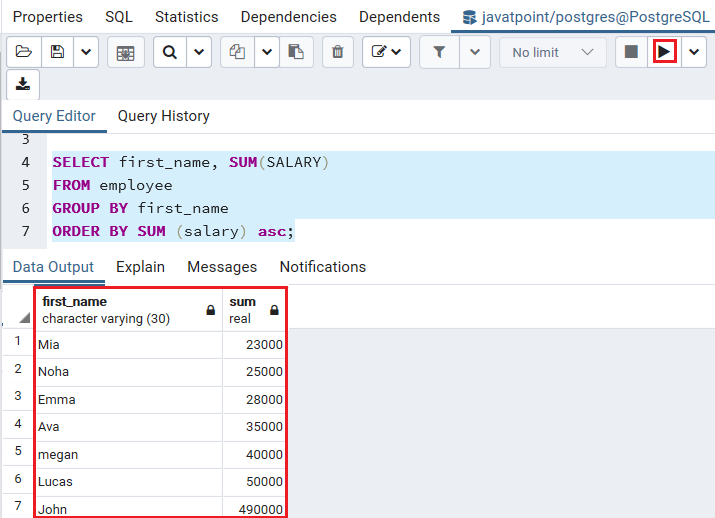 Properties SQL Statistics Dependencies Dependents javatpoint/postgres@PostgreSQL
No limit
Query Editor Query History
3
4 SELECT first_name, SUM(SALARY)
5 FROM employee
6 GROUP BY first_name
7 ORDER BY SUM (salary) asc;
Data Output Explain Messages Notifications
first_name sum
character varying (30) real
1 Mia 23000
2 Noha 25000
3 Emma 28000
4 Ava 35000
5 megan 40000
6 Lucas 50000
7 John 490000